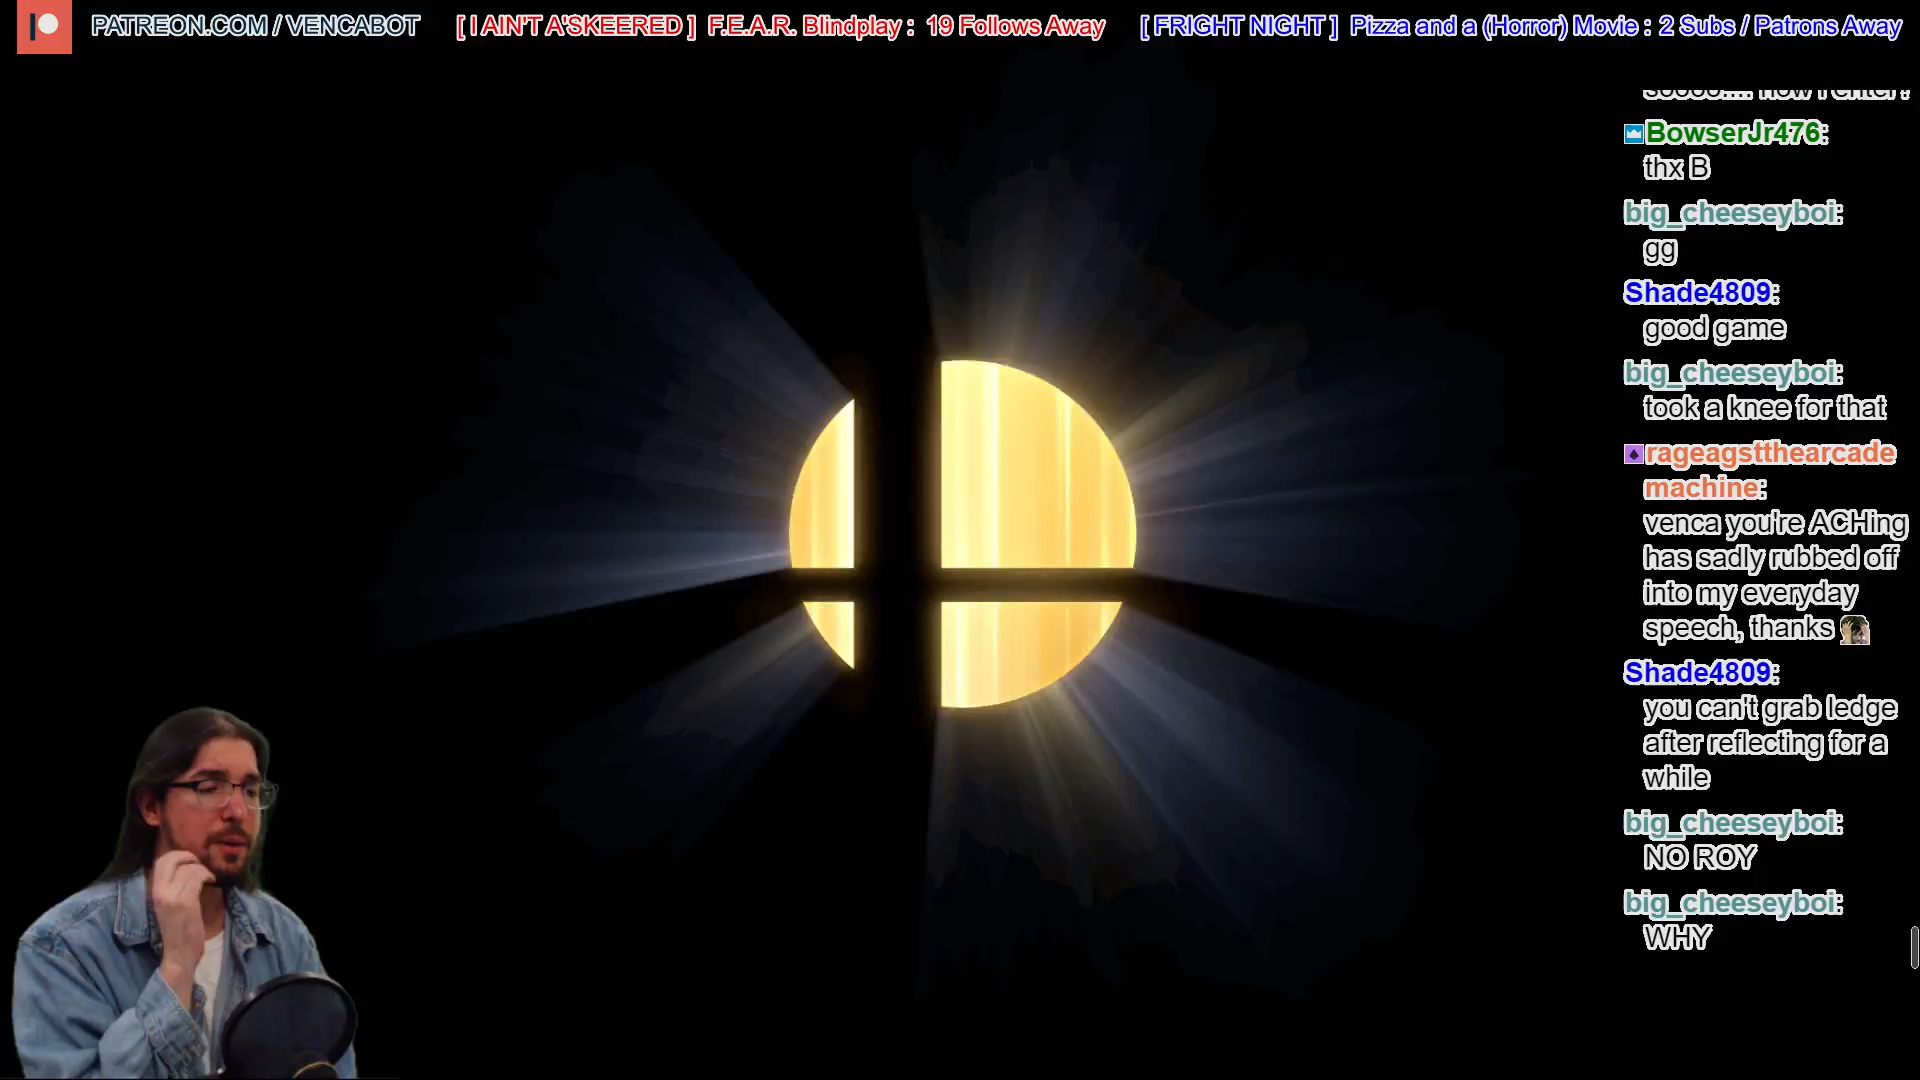 PATREON.COM / VENCABOT [ I AIN'T A'SKEERED ] F.E.A.R. Blindplay : 19 Follows Away [ FRIGHT NIGHT ] Pizza and a (Horror) Movie : 2 Subs / Patrons Away
BowserJr476:
thx B
big_cheeseyboi:
gg
Shade4809:
good game
big_cheeseyboi:
took a knee for that
rageagstthearcade
machine:
venca you're ACHing
has sadly rubbed off
into my everyday
speech, thanks
Shade4809:
you can't grab ledge
after reflecting for a
while
big_cheeseyboi:
NO ROY
big_cheeseyboi:
WHY